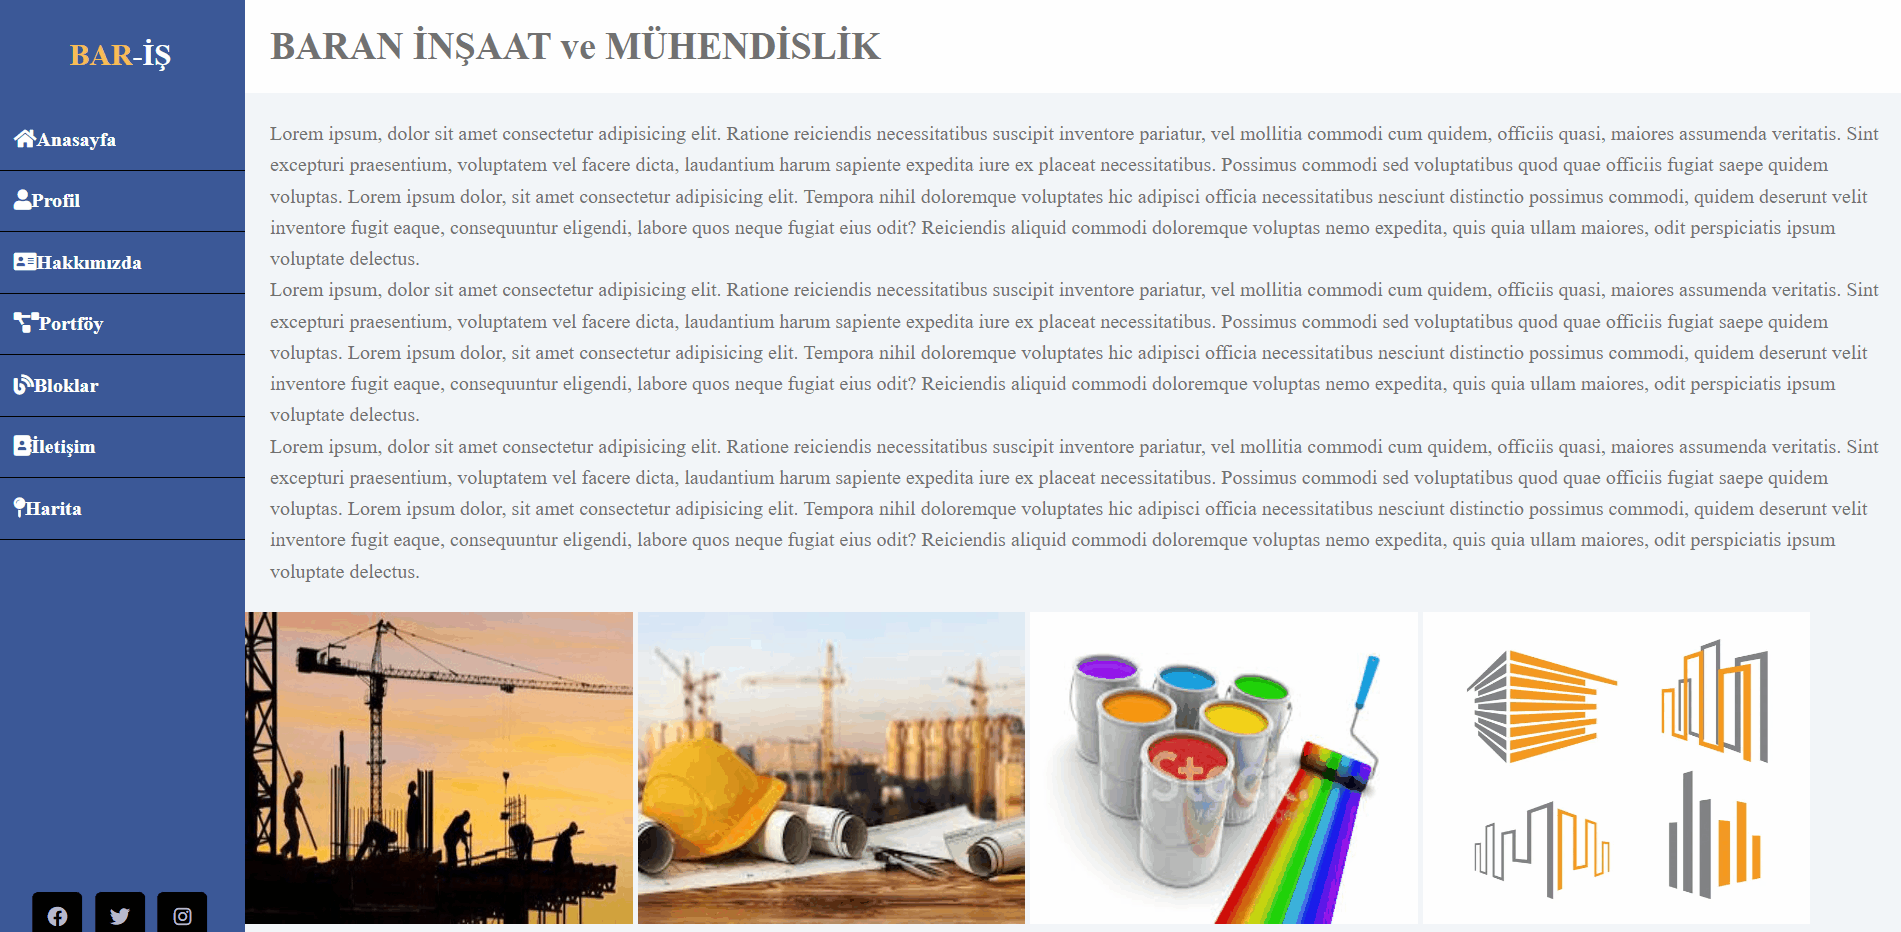 BAR-İŞ
Anasayfa
Profil
Hakkımızda
Portföy
Bloklar
İletişim
Harita
BARAN İNŞAAT ve MÜHENDİSLİK
Lorem ipsum, dolor sit amet consectetur adipisicing elit. Ratione reiciendis necessitatibus suscipit inventore pariatur, vel mollitia commodi cum quidem, officiis quasi, maiores assumenda veritatis. Sint
excepturi praesentium, voluptatem vel facere dicta, laudantium harum sapiente expedita iure ex placeat necessitatibus. Possimus commodi sed voluptatibus quod quae officiis fugiat saepe quidem
voluptas. Lorem ipsum dolor, sit amet consectetur adipisicing elit. Tempora nihil doloremque voluptates hic adipisci officia necessitatibus nesciunt distinctio possimus commodi, quidem deserunt velit
inventore fugit eaque, consequuntur eligendi, labore quos neque fugiat eius odit? Reiciendis aliquid commodi doloremque voluptas nemo expedita, quis quia ullam maiores, odit perspiciatis ipsum
voluptate delectus.
Lorem ipsum, dolor sit amet consectetur adipisicing elit. Ratione reiciendis necessitatibus suscipit inventore pariatur, vel mollitia commodi cum quidem, officiis quasi, maiores assumenda veritatis. Sint
excepturi praesentium, voluptatem vel facere dicta, laudantium harum sapiente expedita iure ex placeat necessitatibus. Possimus commodi sed voluptatibus quod quae officiis fugiat saepe quidem
voluptas. Lorem ipsum dolor, sit amet consectetur adipisicing elit. Tempora nihil doloremque voluptates hic adipisci officia necessitatibus nesciunt distinctio possimus commodi, quidem deserunt velit
inventore fugit eaque, consequuntur eligendi, labore quos neque fugiat eius odit? Reiciendis aliquid commodi doloremque voluptas nemo expedita, quis quia ullam maiores, odit perspiciatis ipsum
voluptate delectus.
Lorem ipsum, dolor sit amet consectetur adipisicing elit. Ratione reiciendis necessitatibus suscipit inventore pariatur, vel mollitia commodi cum quidem, officiis quasi, maiores assumenda veritatis. Sint
excepturi praesentium, voluptatem vel facere dicta, laudantium harum sapiente expedita iure ex placeat necessitatibus. Possimus commodi sed voluptatibus quod quae officiis fugiat saepe quidem
voluptas. Lorem ipsum dolor, sit amet consectetur adipisicing elit. Tempora nihil doloremque voluptates hic adipisci officia necessitatibus nesciunt distinctio possimus commodi, quidem deserunt velit
inventore fugit eaque, consequuntur eligendi, labore quos neque fugiat eius odit? Reiciendis aliquid commodi doloremque voluptas nemo expedita, quis quia ullam maiores, odit perspiciatis ipsum
voluptate delectus.